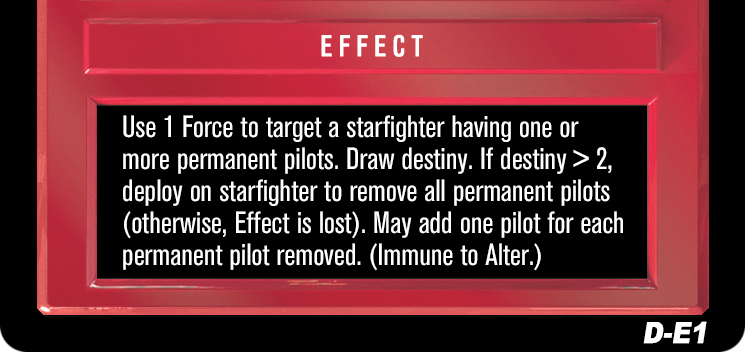 EFFECT
Use 1 Force to target a starfighter having one or
more permanent pilots. Draw destiny. If destiny > 2,
deploy on starfighter to remove all permanent pilots
(otherwise, Effect is lost). May add one pilot for each
permanent pilot removed. (Immune to Alter.)
D-E1